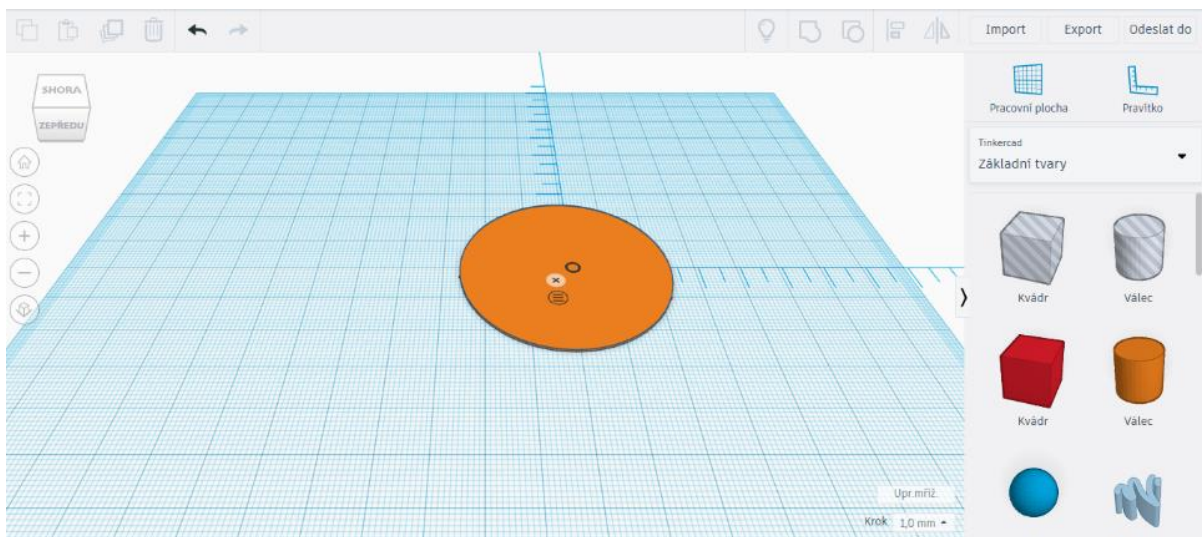 Import Export Odeslat do
SHORA
ZEPŘEDU
Pracovní plocha Pravítko
Tinkercad
Základní tvary
Kvádr Válec
Kvádr Válec
Upr.mříž.
Krok 1,0 mm